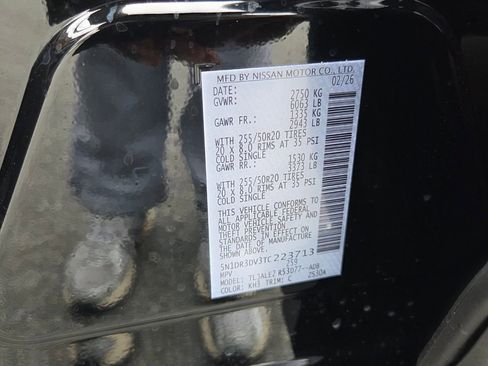 MFD BY NISSAN MOTOR CO., LTD.
DATE: 02/26
GVWR: 2750 KG
6063 LB
GAWR FR.: 1335 KG
2943 LB
WITH 255/50R20 TIRES
20 X 8.0 RIMS AT 35 PSI
COLD SINGLE
GAWR RR.: 1530 KG
3373 LB
WITH 255/50R20 TIRES
20 X 8.0 RIMS AT 35 PSI
COLD SINGLE
THIS VEHICLE CONFORMS TO
ALL APPLICABLE FEDERAL
MOTOR VEHICLE SAFETY
STANDARDS IN EFFECT ON
THE DATE OF MANUFACTURE
SHOWN ABOVE.
5N1DR3DV3TC223713
MPV 259
MODEL: R53D77--ADB
COLOR: KH3 TRIM: C